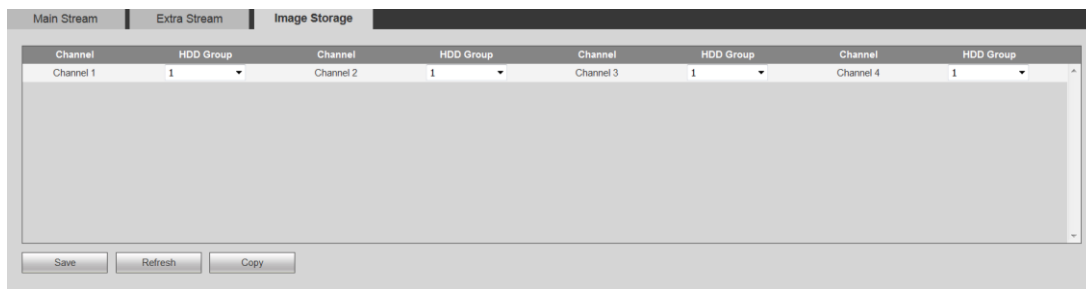 Main Stream Extra Stream Image Storage
Channel HDD Group Channel HDD Group Channel HDD Group Channel HDD Group
Channel 1 1 Channel 2 1 Channel 3 1 Channel 4 1
Save Refresh Copy